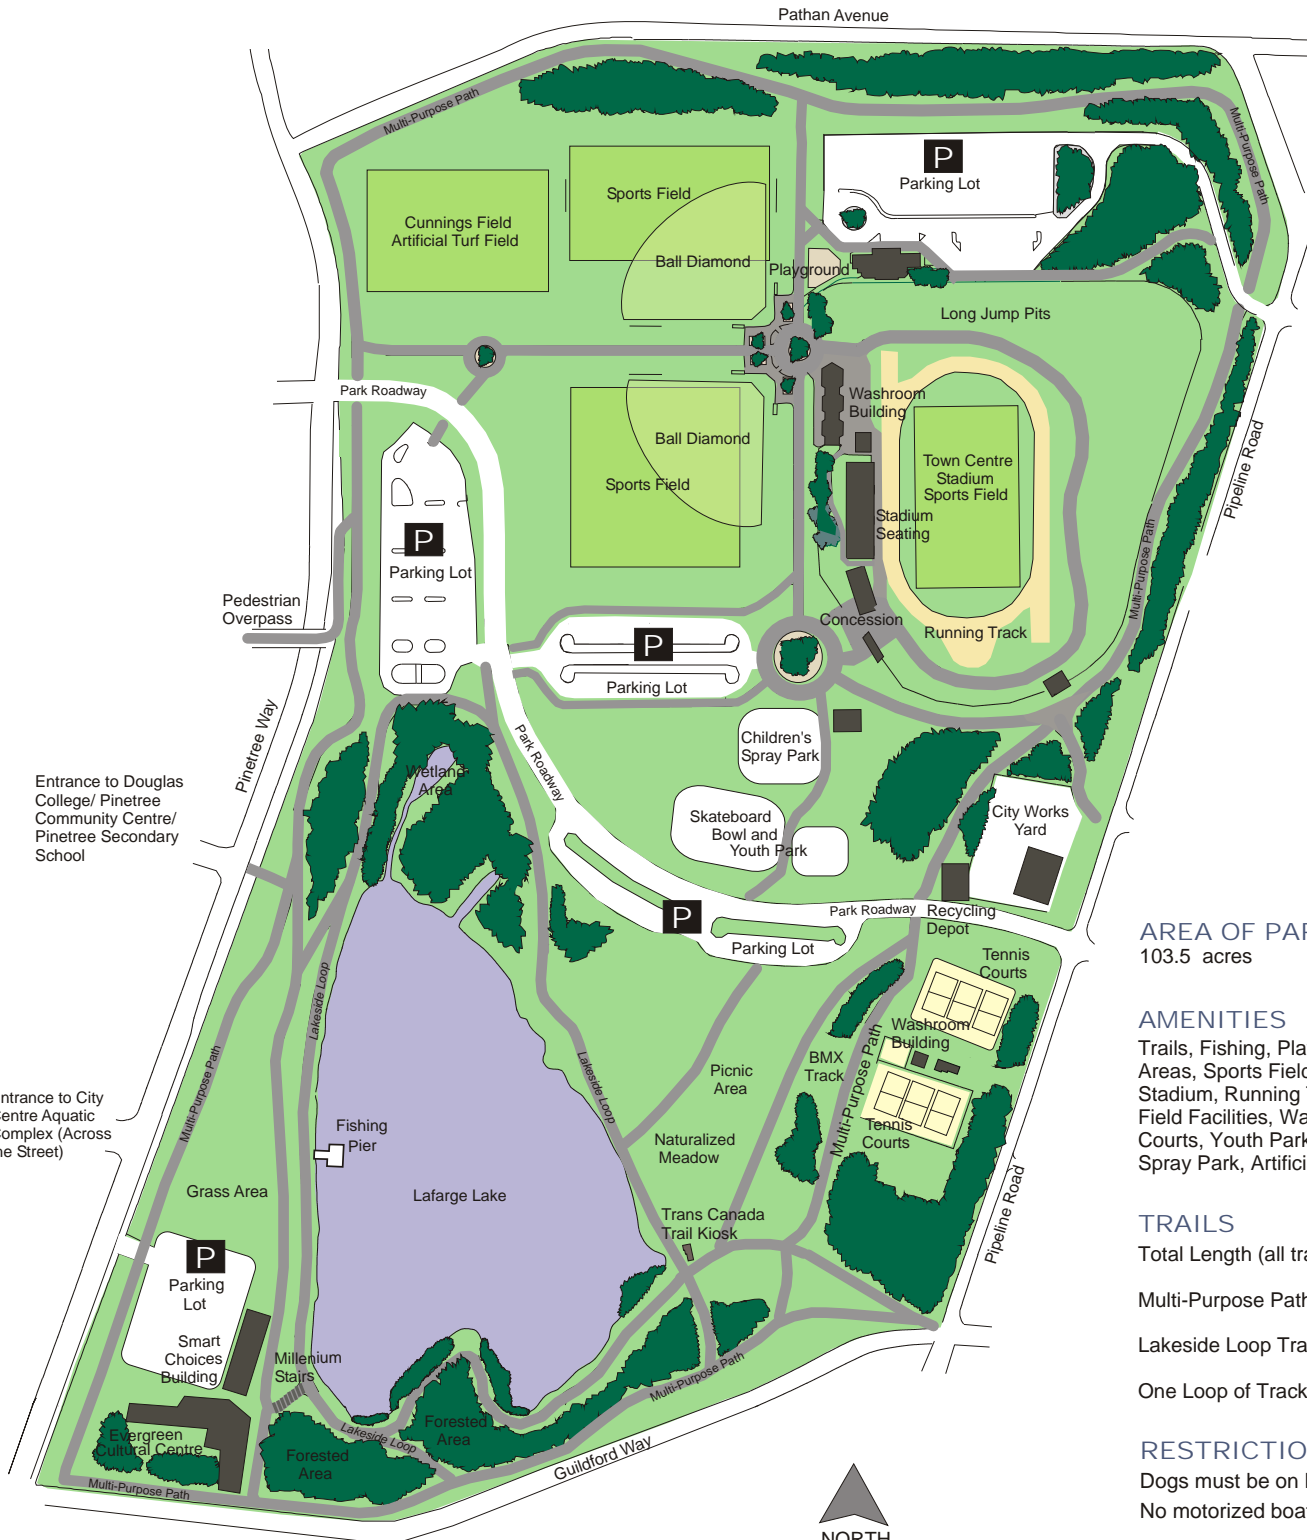 Pathan Avenue
Multi-Purpose Path
Multi-Purpose Path
P
Parking Lot
Sports Field
Cunnings Field
Artificial Turf Field
Ball Diamond
Playground
Long Jump Pits
Park Roadway
Washroom
Building
Ball Diamond
Sports Field
Town Centre
Stadium
Sports Field
Pipeline Road
Stadium
Seating
P
Parking Lot
Multi-Purpose Path
Pedestrian
Overpass
Concession
Running Track
P
Parking Lot
Pinetree Way
Children's
Spray Park
Park Roadway
Wetland
Area
Entrance to Douglas
College/ Pinetree
Community Centre/
Pinetree Secondary
School
Skateboard
Bowl and
Youth Park
City Works
Yard
P
Parking Lot
Park Roadway
Recycling
Depot
Tennis
Courts
Lakeside Loop
Washroom
Building
BMX
Track
Multi-Purpose Path
Picnic
Area
Lakeside Loop
Multi-Purpose Path
Tennis
Courts
ntrance to City
entre Aquatic
omplex (Across
e Street)
Fishing
Pier
Naturalized
Meadow
Grass Area
Lafarge Lake
Trans Canada
Trail Kiosk
Pipeline Road
P
Parking
Lot
Smart
Choices
Building
Millenium
Stairs
Multi-Purpose Path
Evergreen
Cultural Centre
Lakeside Loop
Forested
Area
Forested
Area
Guildford Way
Multi-Purpose Path
NORTH
AREA OF PAR
103.5 acres
AMENITIES
Trails, Fishing, Pla
Areas, Sports Field
Stadium, Running
Field Facilities, Wa
Courts, Youth Park
Spray Park, Artifici
TRAILS
Total Length (all tra
Multi-Purpose Path
Lakeside Loop Tra
One Loop of Track
RESTRICTIO
Dogs must be on
No motorized boa